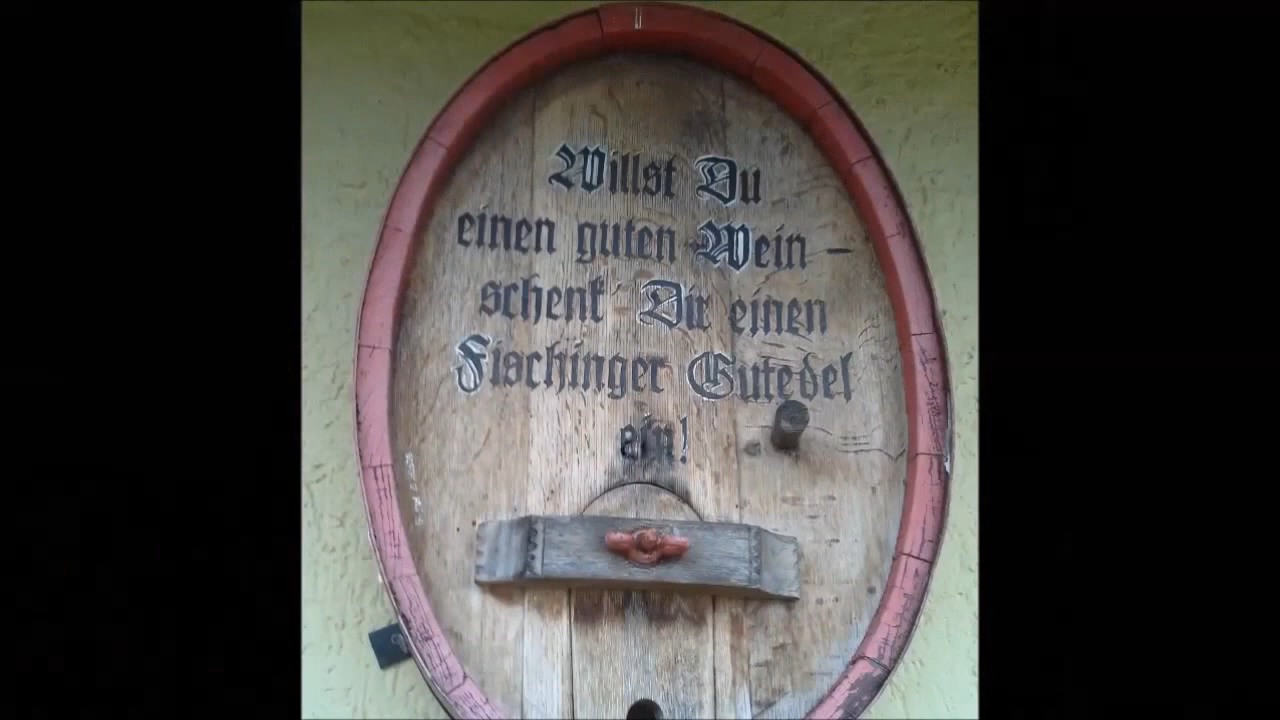 Willst Du
einen guten Wein –
schenk' Dir einen
Fischinger Gutedel
ein!